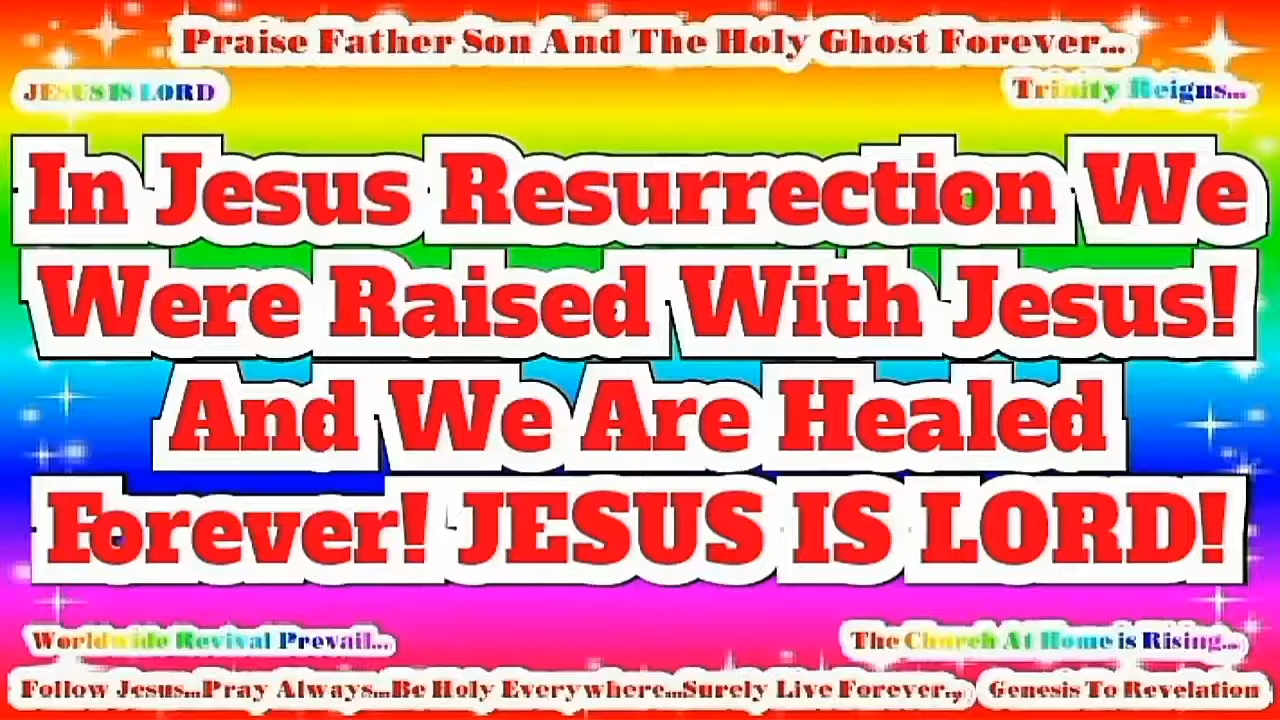 Praise Father Son And The Holy Ghost Forever...
JESUS IS LORD
Trinity Reigns...
In Jesus Resurrection We
Were Raised With Jesus!
And We Are Healed
Forever! JESUS IS LORD!
Worldwide Revival Prevail...
The Church At Home is Rising...
Follow Jesus...Pray Always...Be Holy Everywhere...Surely Live Forever..,
Genesis To Revelation